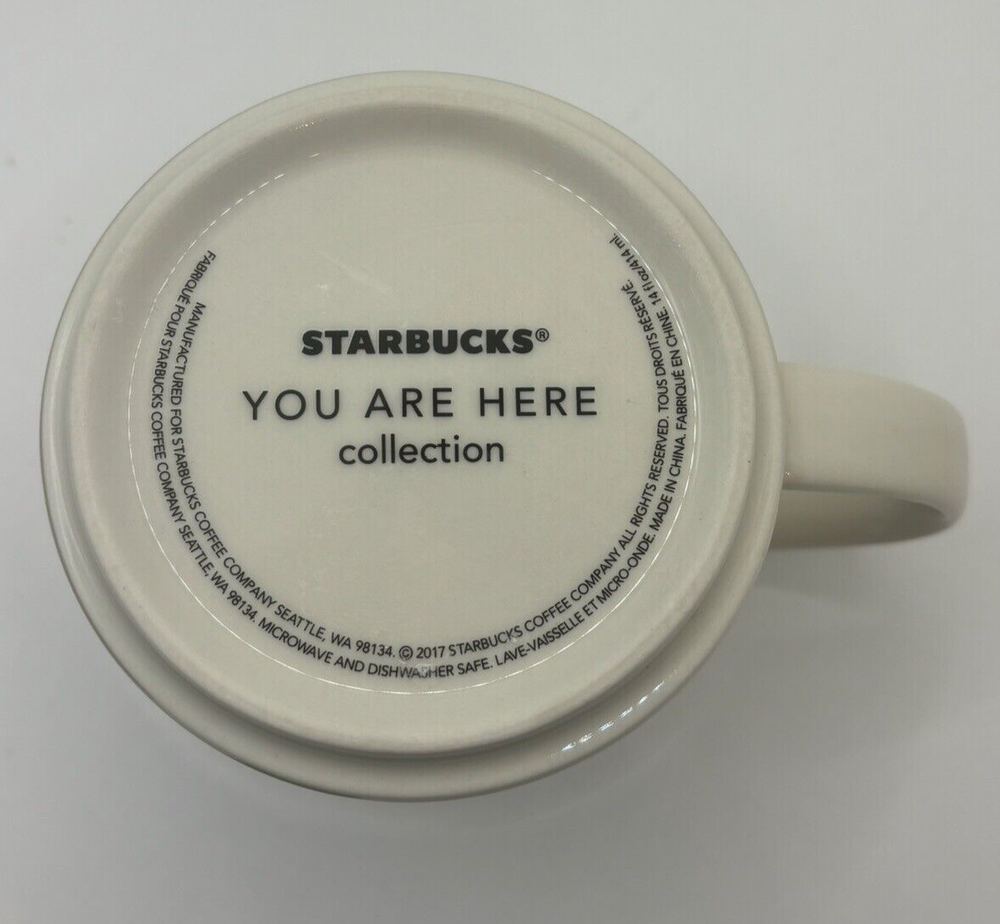 STARBUCKS®
YOU ARE HERE
collection
MANUFACTURED FOR STARBUCKS COFFEE COMPANY SEATTLE, WA 98134. © 2017 STARBUCKS COFFEE COMPANY ALL RIGHTS RESERVED. TOUS DROITS RÉSERVÉ.
FABRIQUÉ POUR STARBUCKS COFFEE COMPANY SEATTLE, WA 98134. MICROWAVE AND DISHWASHER SAFE. LAVE-VAISSELLE ET MICRO-ONDE. MADE IN CHINA. FABRIQUÉ EN CHINE. 14 fl oz/414 ml.